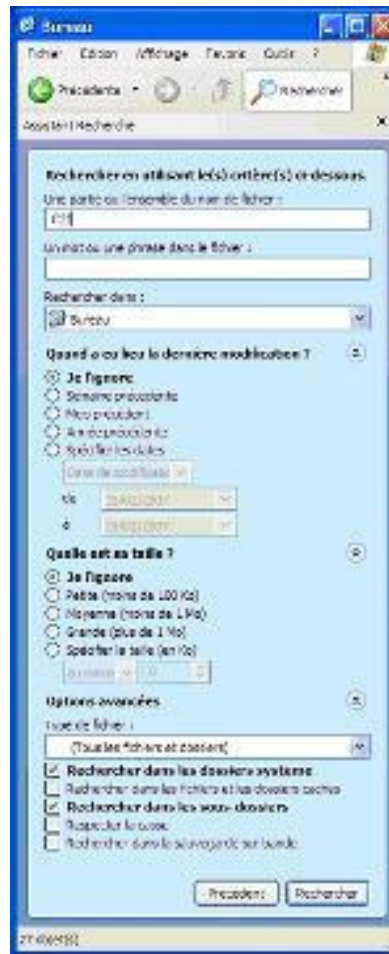 Bureau
Fichier Edition Affichage Favoris Outils ?
Précédente Rechercher
Assistant Recherche
Rechercher en utilisant le(s) critère(s) ci-dessous.
Une partie ou l'ensemble du nom de fichier :
Un mot ou une phrase dans le fichier :
Rechercher dans :
Bureau
Quand a eu lieu la dernière modification ?
Je l'ignore
Semaine précédente
Mois précédent
Année précédente
Spécifier les dates
Date de modification
de
à
Quelle est sa taille ?
Je l'ignore
Petite (moins de 100 Ko)
Moyenne (moins de 1 Mo)
Grande (plus de 1 Mo)
Spécifier la taille (en Ko)
au moins 0
Options avancées
Type de fichier :
(Tous les fichiers et dossiers)
Rechercher dans les dossiers système
Rechercher dans les fichiers et les dossiers cachés
Rechercher dans les sous-dossiers
Respecter la casse
Rechercher dans la sauvegarde sur bande
Précédent Rechercher
27 objet(s)